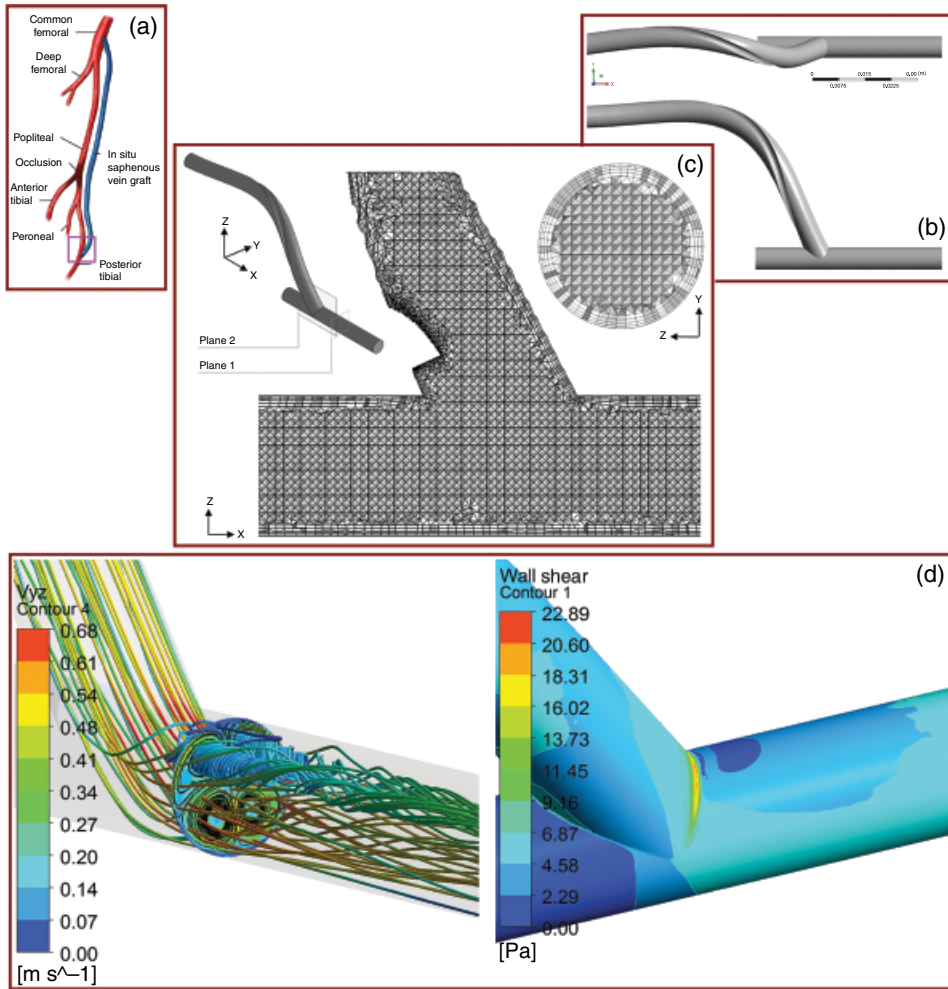 (a)
Common
femoral
Deep
femoral
Popliteal
Occlusion
Anterior
tibial
Peroneal
In situ
saphenous
vein graft
Posterior
tibial
(b)
Y
X
0
0.015
0.00 (m)
0.0075
0.0225
(c)
Z
Y
X
Plane 2
Plane 1
Y
Z
Z
X
Vyz
Contour 4
0.68
0.61
0.54
0.48
0.41
0.34
0.27
0.20
0.14
0.07
0.00
[m s^–1]
(d)
Wall shear
Contour 1
22.89
20.60
18.31
16.02
13.73
11.45
9.16
6.87
4.58
2.29
0.00
[Pa]